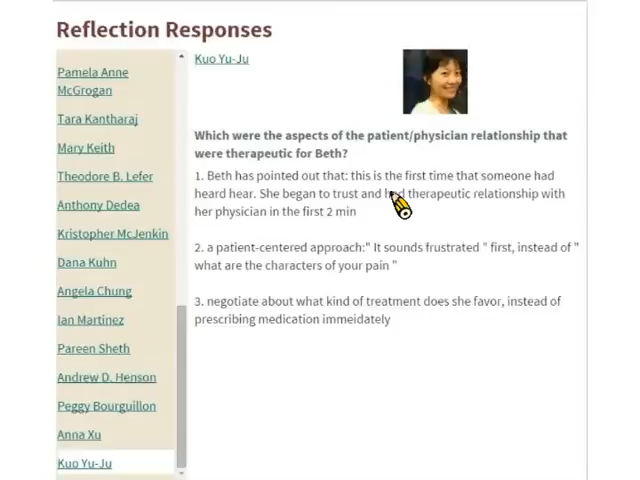 Reflection Responses
Pamela Anne
McGrogan
Tara Kantharaj
Mary Keith
Theodore B. Lefer
Anthony Dedea
Kristopher McJenkin
Dana Kuhn
Angela Chung
Ian Martinez
Pareen Sheth
Andrew D. Henson
Peggy Bourguillon
Anna Xu
Kuo Yu-Ju
Kuo Yu-Ju
Which were the aspects of the patient/physician relationship that
were therapeutic for Beth?
1. Beth has pointed out that: this is the first time that someone had
heard hear. She began to trust and had therapeutic relationship with
her physician in the first 2 min
2. a patient-centered approach:" It sounds frustrated " first, instead of "
what are the characters of your pain "
3. negotiate about what kind of treatment does she favor, instead of
prescribing medication immeidately